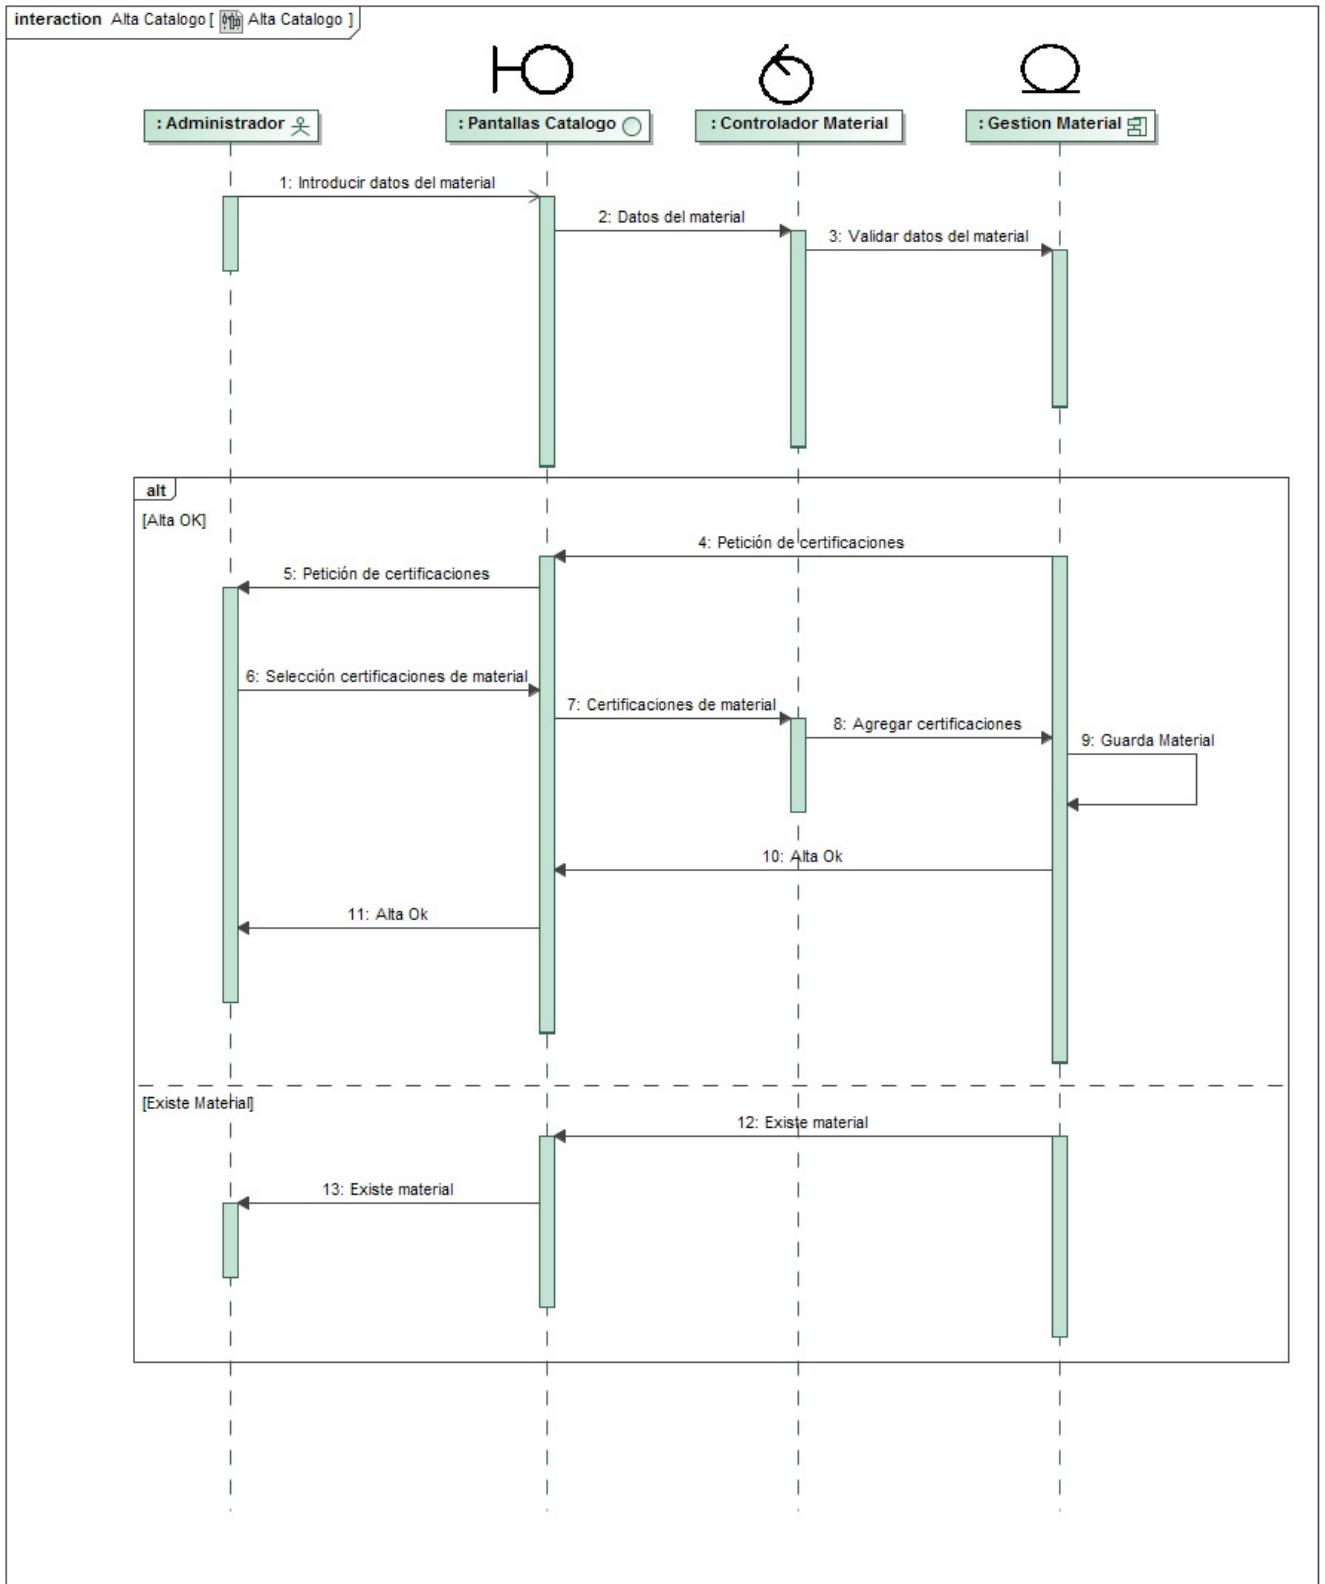 interaction Alta Catalogo [ Alta Catalogo ]
: Administrador
: Pantallas Catalogo
: Controlador Material
: Gestion Material
1: Introducir datos del material
2: Datos del material
3: Validar datos del material
alt
[Alta OK]
4: Petición de certificaciones
5: Petición de certificaciones
6: Selección certificaciones de material
7: Certificaciones de material
8: Agregar certificaciones
9: Guarda Material
10: Alta Ok
11: Alta Ok
[Existe Material]
12: Existe material
13: Existe material